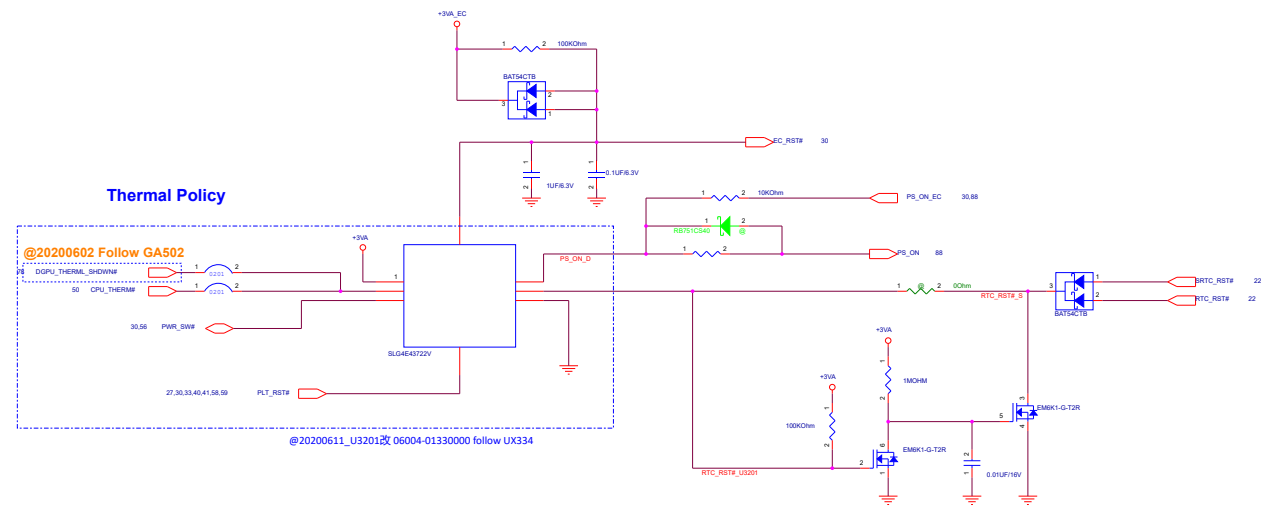 +3VA_EC
1 2 100KOhm
BAT54CTB
3
2
1
EC_RST# 30
1
2
1UF/6.3V
1
2
0.1UF/6.3V
Thermal Policy
1 2 10KOhm
PS_ON_EC 30,88
1 2
RB751CS40 @
@20200602 Follow GA502
+3VA
1 2
PS_ON 88
PS_ON_D
DGPU_THERML_SHDWN#
1 2
0201
1
50 CPU_THERM#
1 2
0201
1 @ 2 0Ohm
RTC_RST#_S
3
1
2
BAT54CTB
SRTC_RST# 22
RTC_RST# 22
30,56 PWR_SW#
SLG4E43722V
+3VA
1
2
1MOHM
+3VA
1
2
100KOhm
27,30,33,40,41,58,59 PLT_RST#
5
3
4
EM6K1-G-T2R
@20200611_U3201改 06004-01330000 follow UX334
2
6
1
EM6K1-G-T2R
RTC_RST#_U3201
2
1
0.01UF/16V